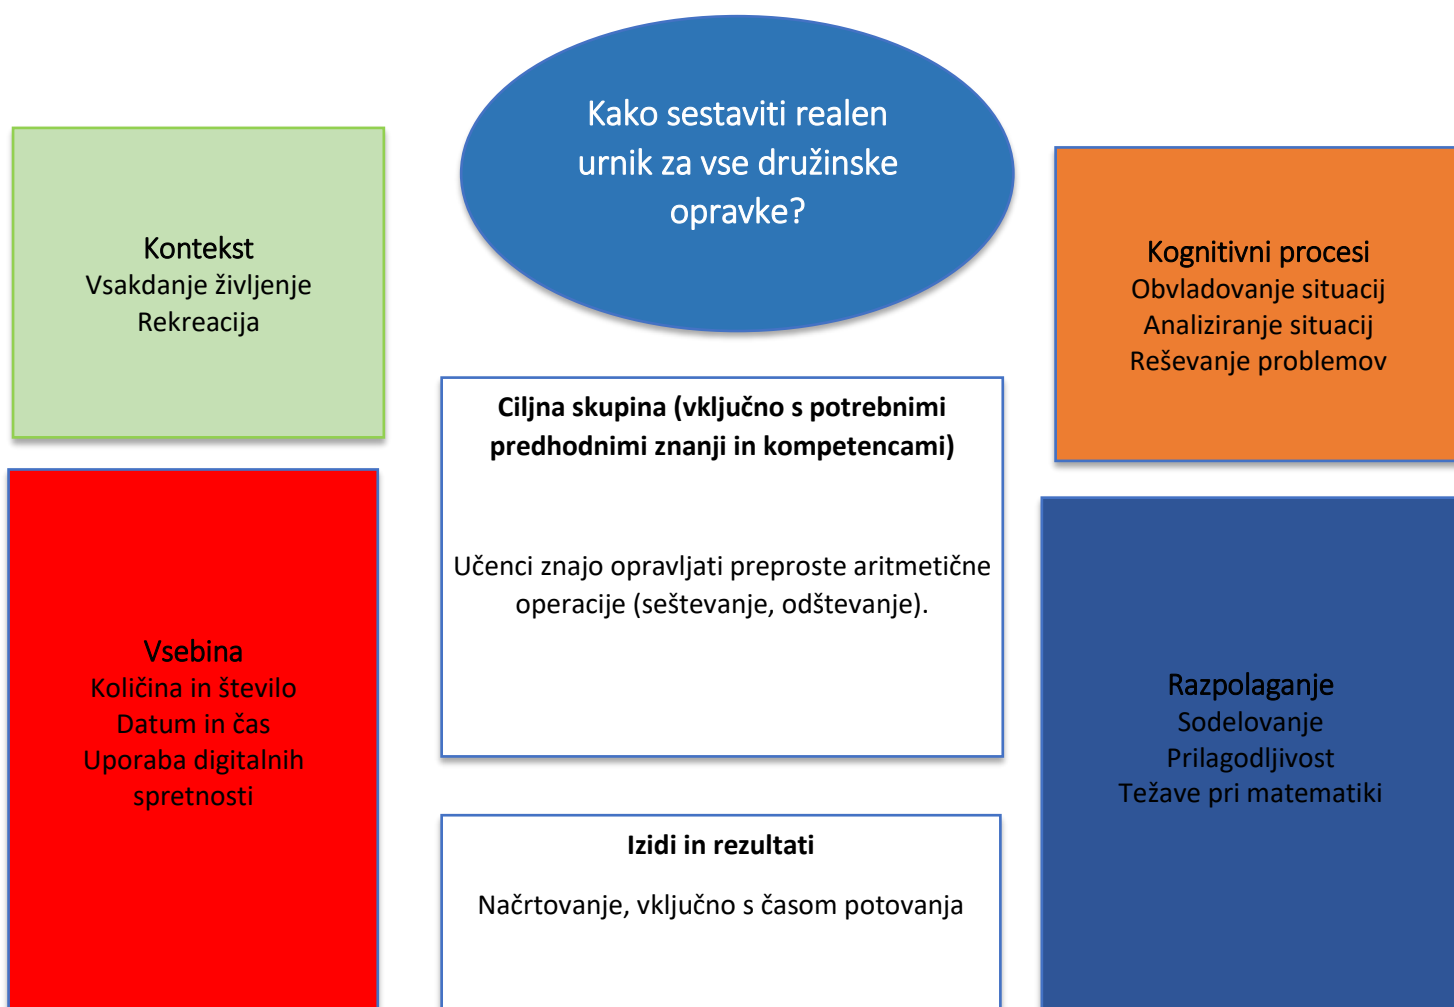 Kako sestaviti realen
urnik za vse družinske
opravke?
Kontekst
Vsakdanje življenje
Rekreacija
Kognitivni procesi
Obvladovanje situacij
Analiziranje situacij
Reševanje problemov
Ciljna skupina (vključno s potrebnimi
predhodnimi znanji in kompetencami)
Učenci znajo opravljati preproste aritmetične
operacije (seštevanje, odštevanje).
Vsebina
Količina in število
Datum in čas
Uporaba digitalnih
spretnosti
Razpolaganje
Sodelovanje
Prilagodljivost
Težave pri matematiki
Izidi in rezultati
Načrtovanje, vključno s časom potovanja